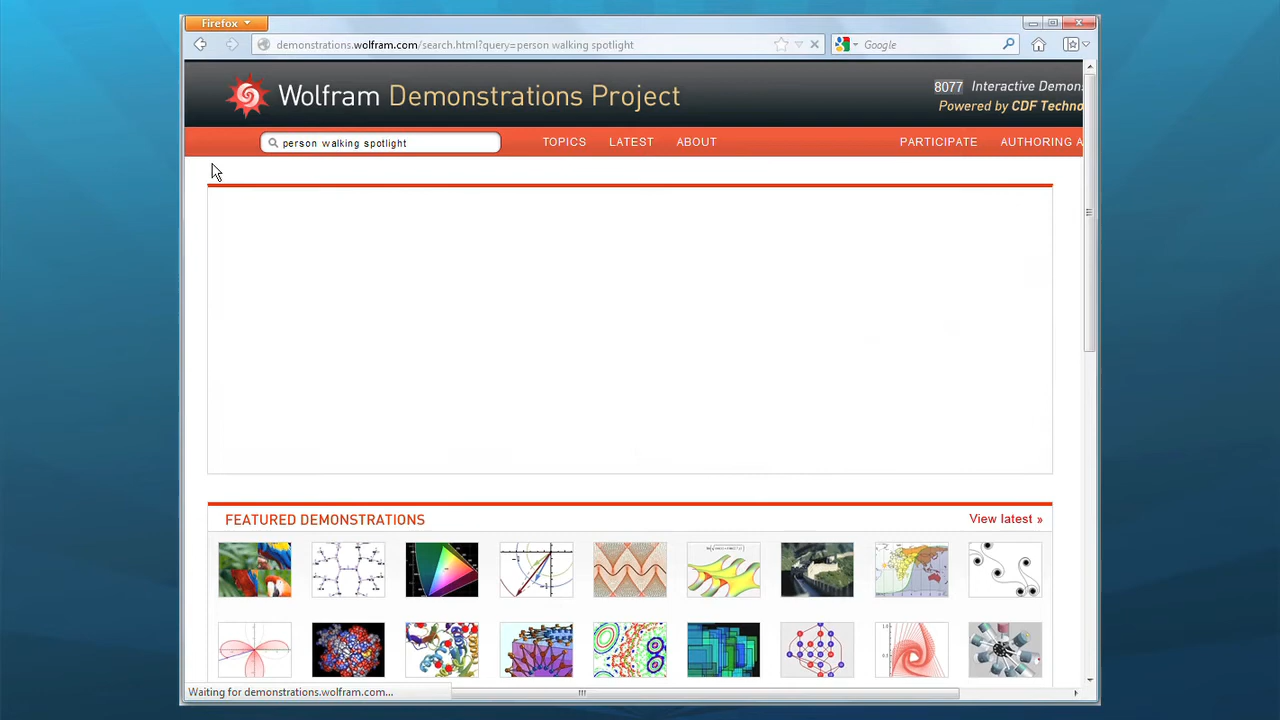 Firefox
demonstrations.wolfram.com/search.html?query=person walking spotlight
Google
Wolfram Demonstrations Project
8077 Interactive Demon
Powered by CDF Techno
person walking spotlight
TOPICS
LATEST
ABOUT
PARTICIPATE
AUTHORING A
FEATURED DEMONSTRATIONS
View latest »
Waiting for demonstrations.wolfram.com...